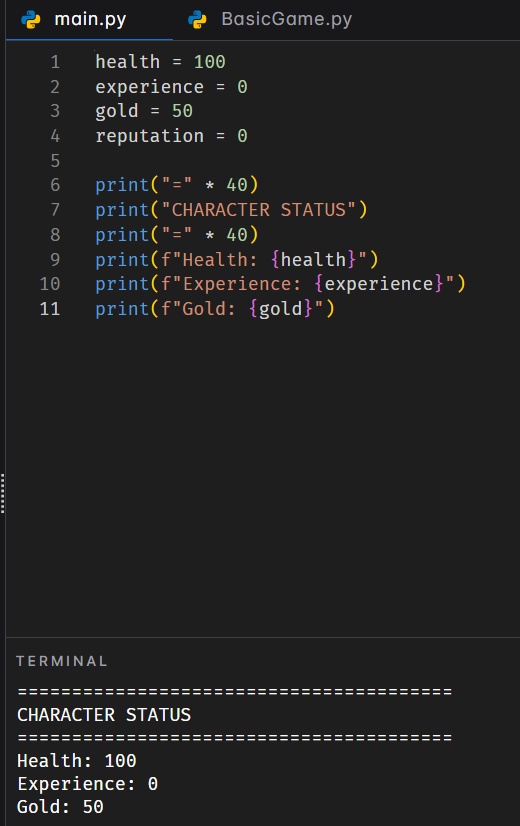 main.py BasicGame.py
1 health = 100
2 experience = 0
3 gold = 50
4 reputation = 0
5
6 print("=" * 40)
7 print("CHARACTER STATUS")
8 print("=" * 40)
9 print(f"Health: {health}")
10 print(f"Experience: {experience}")
11 print(f"Gold: {gold}")
TERMINAL
========================================
CHARACTER STATUS
========================================
Health: 100
Experience: 0
Gold: 50